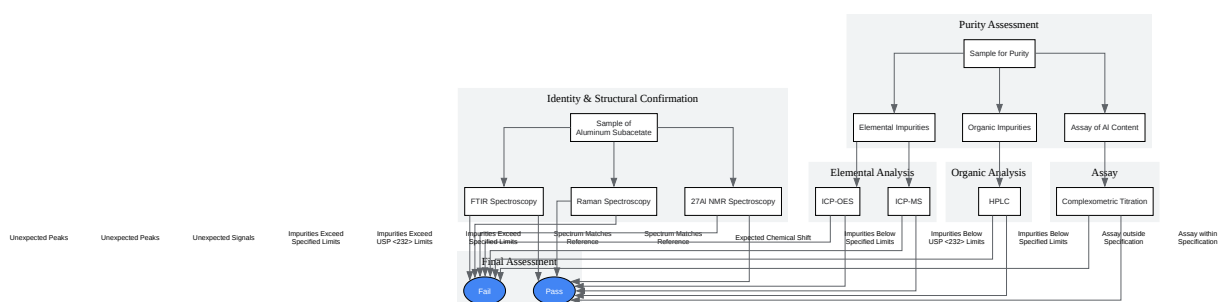 Purity Assessment
Sample for Purity
Identity & Structural Confirmation
Sample of
Aluminum Subacetate
Elemental Impurities
Organic Impurities
Assay of Al Content
Elemental Analysis
Organic Analysis
Assay
FTIR Spectroscopy
Raman Spectroscopy
27Al NMR Spectroscopy
ICP-OES
ICP-MS
HPLC
Complexometric Titration
Unexpected Peaks
Unexpected Peaks
Unexpected Signals
Impurities Exceed
Specified Limits
Impurities Exceed
USP <232> Limits
Impurities Exceed
Specified Limits
Spectrum Matches
Reference
Spectrum Matches
Reference
Expected Chemical Shift
Impurities Below
Specified Limits
Impurities Below
USP <232> Limits
Impurities Below
Specified Limits
Assay outside
Specification
Assay within
Specification
Final Assessment
Fail
Pass